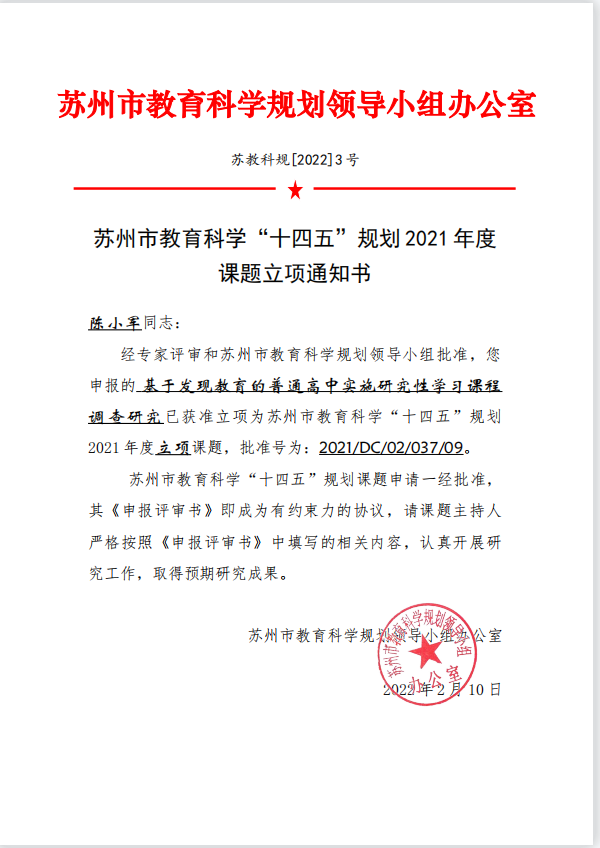 苏州市教育科学规划领导小组办公室
苏教科规[2022]3号
苏州市教育科学“十四五”规划2021年度
课题立项通知书
陈小军同志：
经专家评审和苏州市教育科学规划领导小组批准，您
申报的 基于发现教育的普通高中实施研究性学习课程
调查研究 已获准立项为苏州市教育科学“十四五”规划
2021年度立项课题，批准号为：2021/DC/02/037/09。
苏州市教育科学“十四五”规划课题申请一经批准，
其《申报评审书》即成为有约束力的协议，请课题主持人
严格按照《申报评审书》中填写的相关内容，认真开展研
究工作，取得预期研究成果。
苏州市教育科学规划领导小组办公室
苏州市教育科学规划领导小组
办公室
2022年2月10日